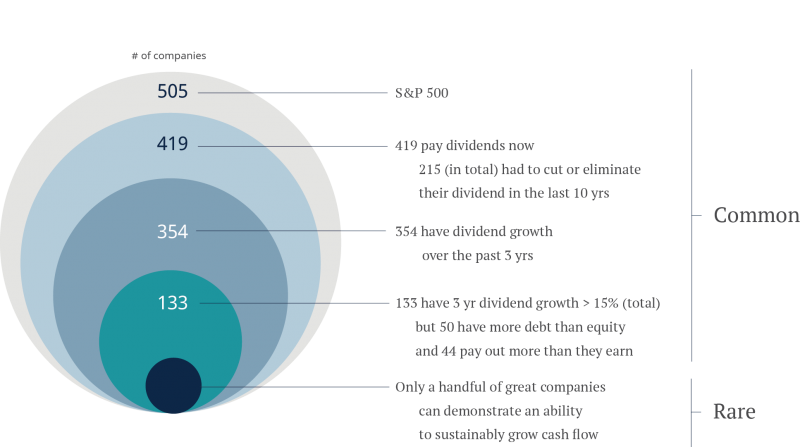 # of companies
505
S&P 500
419
419 pay dividends now
215 (in total) had to cut or eliminate
their dividend in the last 10 yrs
Common
354
354 have dividend growth
over the past 3 yrs
133
133 have 3 yr dividend growth > 15% (total)
but 50 have more debt than equity
and 44 pay out more than they earn
Only a handful of great companies
can demonstrate an ability
to sustainably grow cash flow
Rare